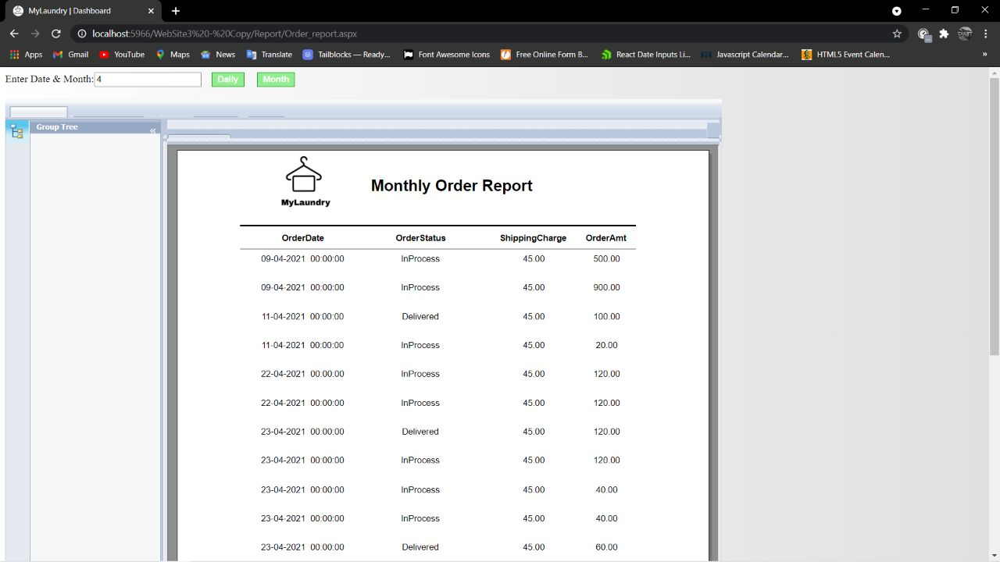 MyLaundry | Dashboard
localhost:5966/WebSite3%20-%20Copy/Report/Order_report.aspx
Apps Gmail YouTube Maps News Translate Tailblocks — Ready... Font Awesome Icons Free Online Form B... React Date Inputs Li... Javascript Calendar... HTML5 Event Calen... »
Enter Date & Month: 4 Daily Month
Group Tree «
MyLaundry
Monthly Order Report
OrderDate OrderStatus ShippingCharge OrderAmt
09-04-2021 00:00:00 InProcess 45.00 500.00
09-04-2021 00:00:00 InProcess 45.00 900.00
11-04-2021 00:00:00 Delivered 45.00 100.00
11-04-2021 00:00:00 InProcess 45.00 20.00
22-04-2021 00:00:00 InProcess 45.00 120.00
22-04-2021 00:00:00 InProcess 45.00 120.00
23-04-2021 00:00:00 Delivered 45.00 120.00
23-04-2021 00:00:00 InProcess 45.00 120.00
23-04-2021 00:00:00 InProcess 45.00 40.00
23-04-2021 00:00:00 InProcess 45.00 40.00
23-04-2021 00:00:00 Delivered 45.00 60.00